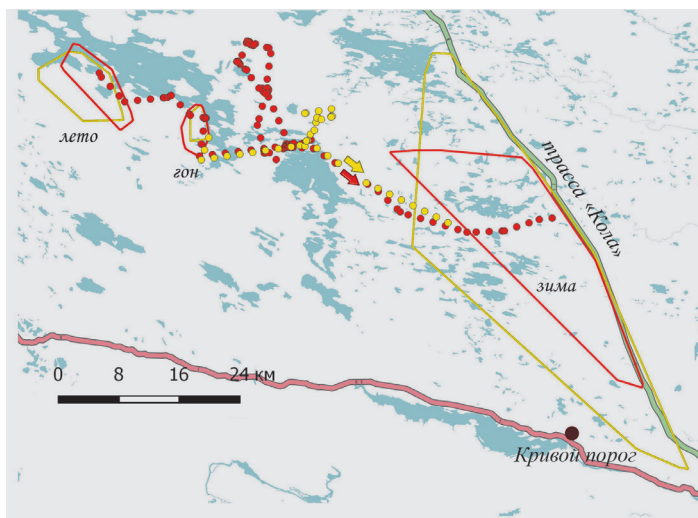 лето
гон
трасса «Кола»
зима
0 8 16 24 км
Кривой порог